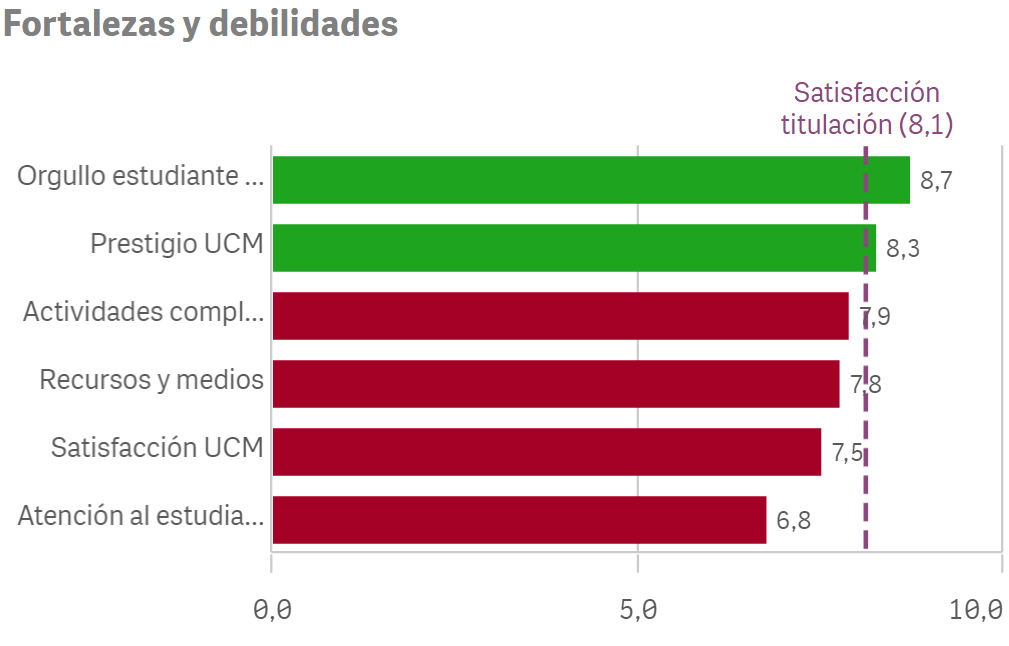 Fortalezas y debilidades
Satisfacción
titulación (8,1)
Orgullo estudiante ...
8,7
Prestigio UCM
8,3
Actividades compl...
7,9
Recursos y medios
7,8
Satisfacción UCM
7,5
Atención al estudia...
6,8
0,0
5,0
10,0